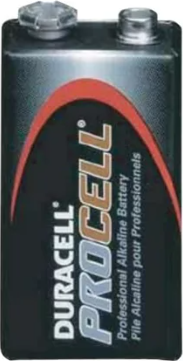 DURACELL®
PROCELL®
Professional Alkaline Battery
Pile Alcaline pour Professionnels